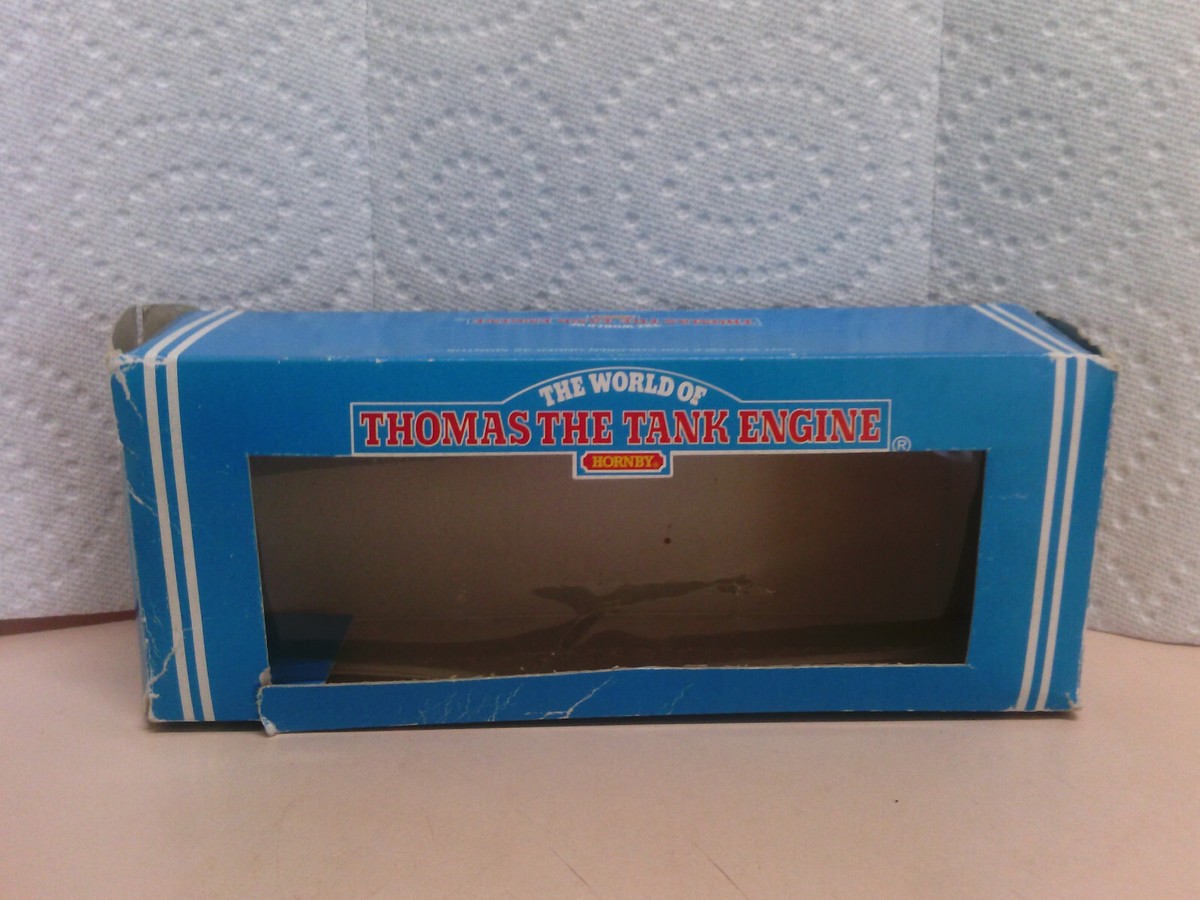 THE WORLD OF
THOMAS THE TANK ENGINE ®
HORNBY